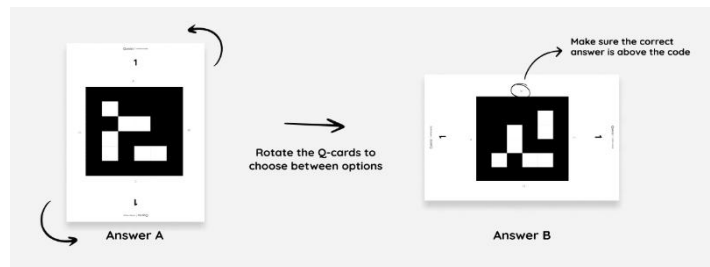 Make sure the correct
answer is above the code
1
1
1
1
Rotate the Q-cards to
choose between options
Answer A
Answer B